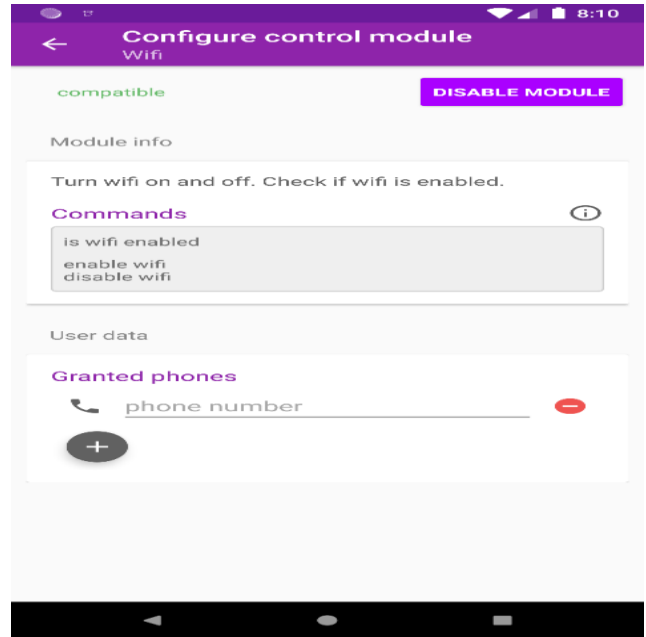 8:10
Configure control module
Wifi
compatible
DISABLE MODULE
Module info
Turn wifi on and off. Check if wifi is enabled.
Commands
is wifi enabled
enable wifi
disable wifi
User data
Granted phones
phone number